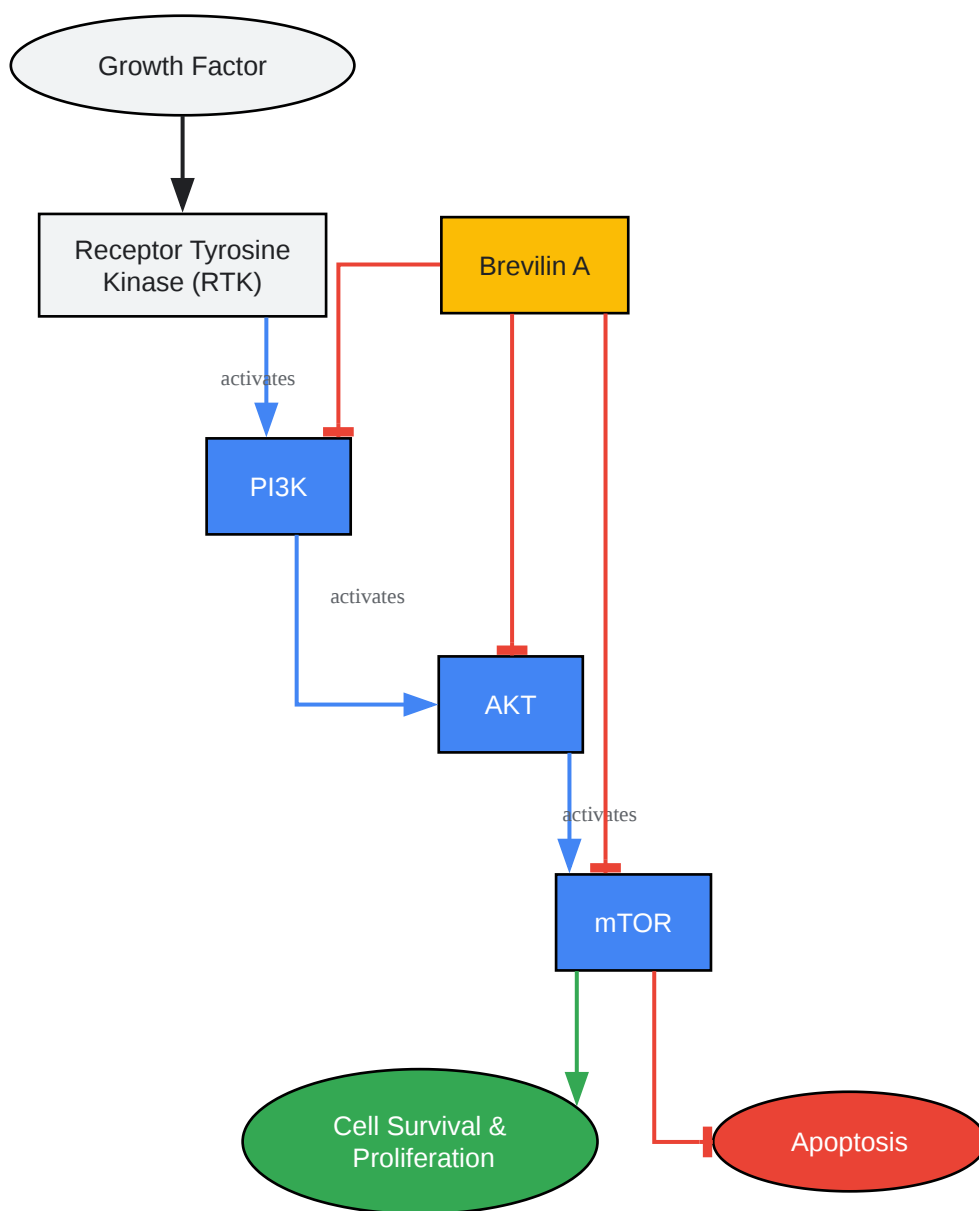 Growth Factor
Receptor Tyrosine
Kinase (RTK)
Brevilin A
activates
PI3K
activates
AKT
activates
mTOR
Cell Survival &
Proliferation
Apoptosis